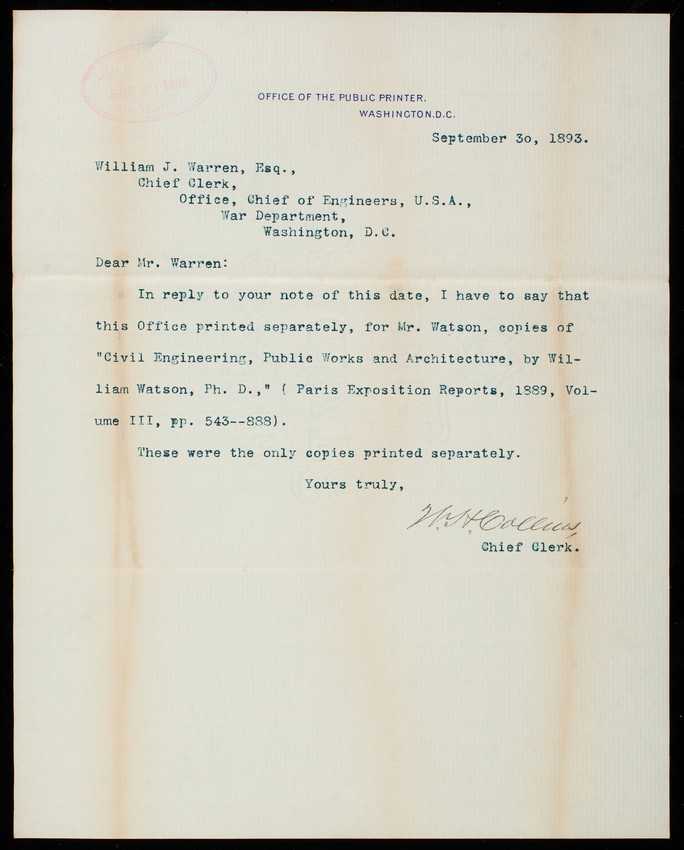 OFFICE OF THE PUBLIC PRINTER,
WASHINGTON, D.C.
September 30, 1893.
William J. Warren, Esq.,
Chief Clerk,
Office, Chief of Engineers, U.S.A.,
War Department,
Washington, D.C.
Dear Mr. Warren:
In reply to your note of this date, I have to say that
this Office printed separately, for Mr. Watson, copies of
"Civil Engineering, Public Works and Architecture, by Wil-
liam Watson, Ph. D.," ( Paris Exposition Reports, 1889, Vol-
ume III, pp. 543--888).
These were the only copies printed separately.
Yours truly,
W. H. Collins,
Chief Clerk.